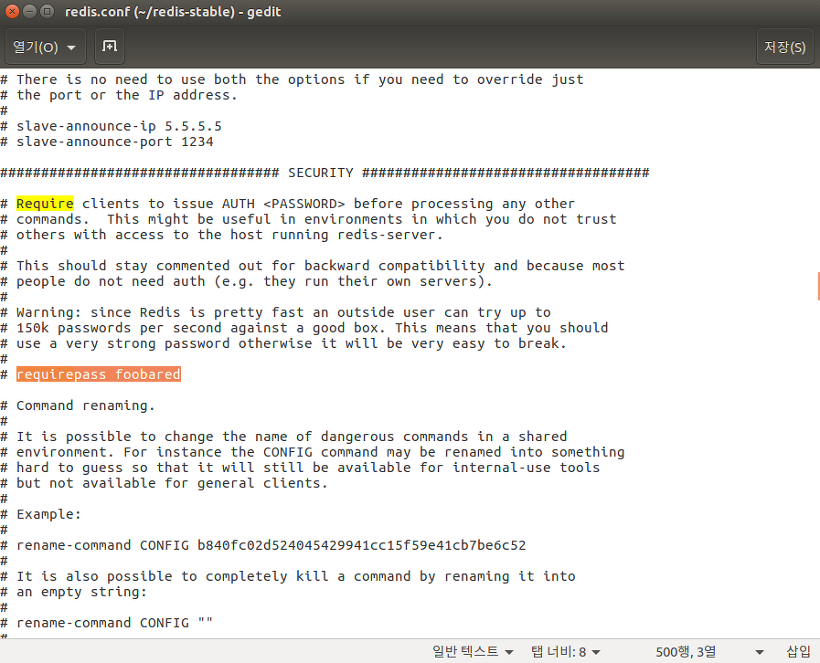 redis.conf (~/redis-stable) - gedit
열기(O)
저장(S)
# There is no need to use both the options if you need to override just
# the port or the IP address.
#
# slave-announce-ip 5.5.5.5
# slave-announce-port 1234
################################## SECURITY ###################################
# Require clients to issue AUTH <PASSWORD> before processing any other
# commands.  This might be useful in environments in which you do not trust
# others with access to the host running redis-server.
#
# This should stay commented out for backward compatibility and because most
# people do not need auth (e.g. they run their own servers).
#
# Warning: since Redis is pretty fast an outside user can try up to
# 150k passwords per second against a good box. This means that you should
# use a very strong password otherwise it will be very easy to break.
#
# requirepass foobared
# Command renaming.
#
# It is possible to change the name of dangerous commands in a shared
# environment. For instance the CONFIG command may be renamed into something
# hard to guess so that it will still be available for internal-use tools
# but not available for general clients.
#
# Example:
#
# rename-command CONFIG b840fc02d524045429941cc15f59e41cb7be6c52
#
# It is also possible to completely kill a command by renaming it into
# an empty string:
#
# rename-command CONFIG ""
#
일반 텍스트 탭 너비: 8 500행, 3열 삽입